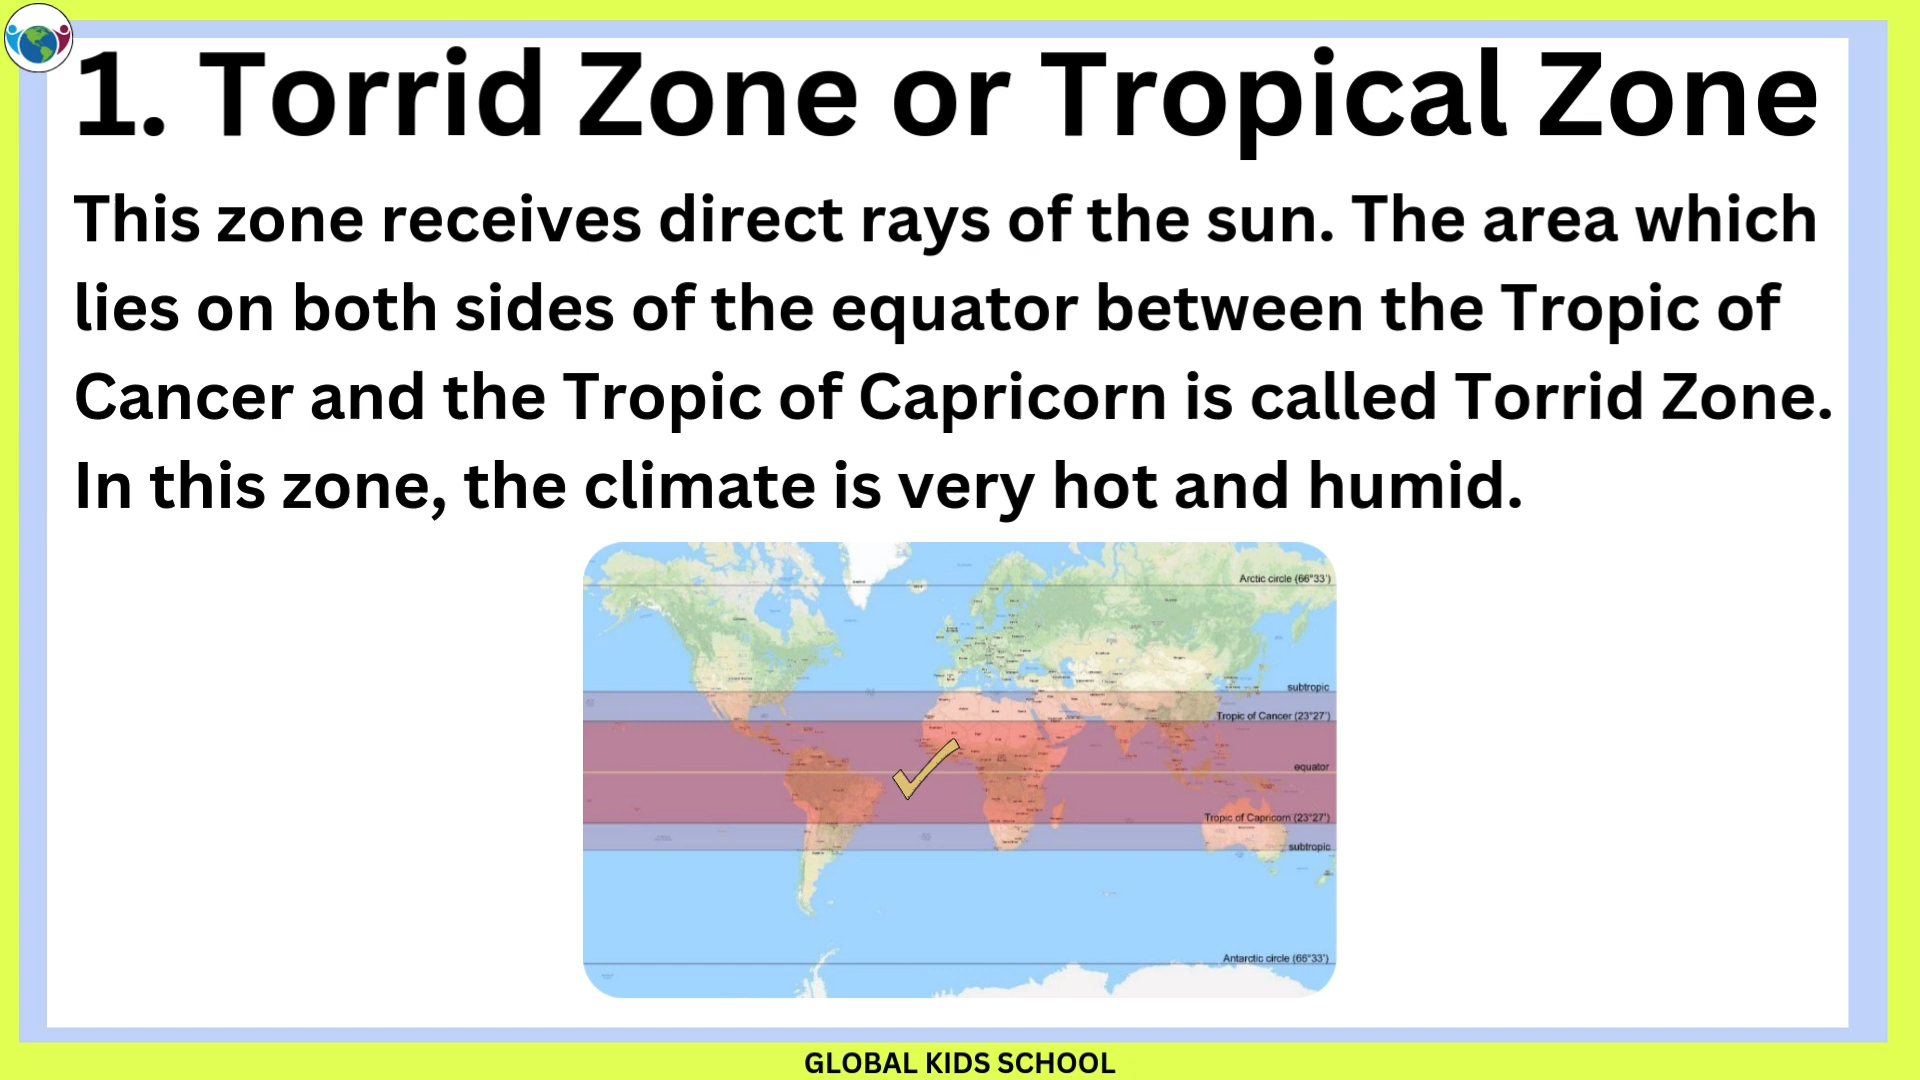 1. Torrid Zone or Tropical Zone
This zone receives direct rays of the sun. The area which
lies on both sides of the equator between the Tropic of
Cancer and the Tropic of Capricorn is called Torrid Zone.
In this zone, the climate is very hot and humid.
Arctic circle (66°33')
subtropic
Tropic of Cancer (23°27')
equator
Tropic of Capricorn (23°27')
subtropic
Antarctic circle (66°33')
GLOBAL KIDS SCHOOL